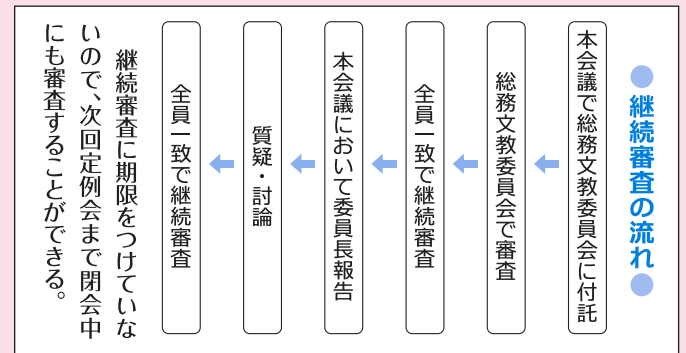 ●継続審査の流れ●
本会議で総務文教委員会に付託
総務文教委員会で審査
全員一致で継続審査
本会議において委員長報告
質疑・討論
全員一致で継続審査
継続審査に期限をつけていな
いので、次回定例会まで閉会中
にも審査することができる。